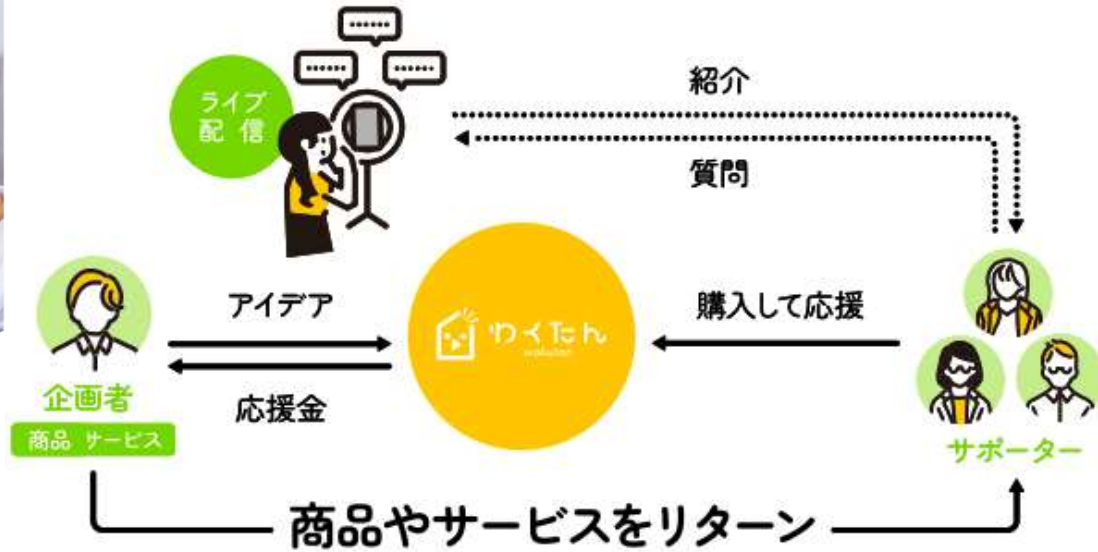 ライブ
配信
紹介
質問
アイデア
応援金
わくたん
wakutan
購入して応援
企画者
商品 サービス
サポーター
商品やサービスをリターン